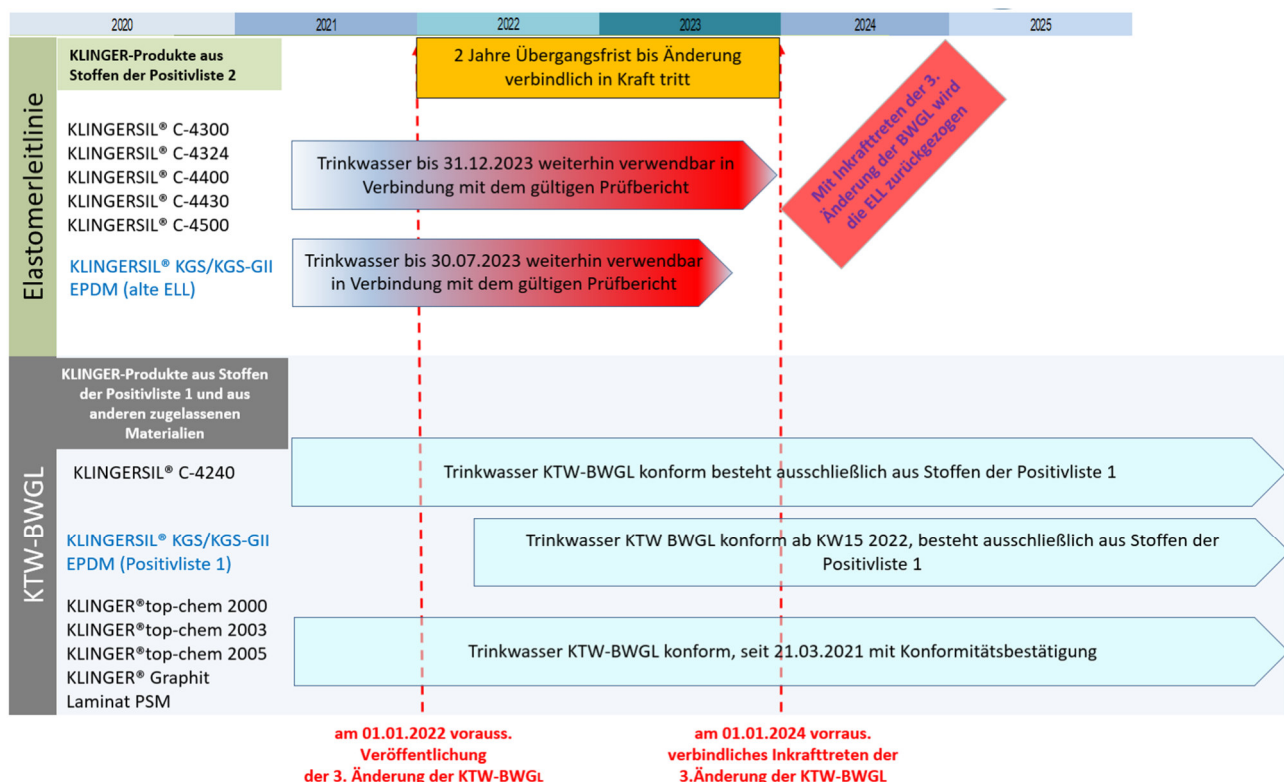 2020 2021 2022 2023 2024 2025
Elastomerleitlinie
KLINGER-Produkte aus
Stoffen der Positivliste 2
2 Jahre Übergangsfrist bis Änderung
verbindlich in Kraft tritt
Mit Inkrafttreten der 3.
Änderung der BWGL wird
die ELL zurückgezogen
KLINGERSIL® C-4300
KLINGERSIL® C-4324
KLINGERSIL® C-4400
KLINGERSIL® C-4430
KLINGERSIL® C-4500
Trinkwasser bis 31.12.2023 weiterhin verwendbar in
Verbindung mit dem gültigen Prüfbericht
KLINGERSIL® KGS/KGS-GII
EPDM (alte ELL)
Trinkwasser bis 30.07.2023 weiterhin verwendbar
in Verbindung mit dem gültigen Prüfbericht
KTW-BWGL
KLINGER-Produkte aus Stoffen
der Positivliste 1 und aus
anderen zugelassenen
Materialien
KLINGERSIL® C-4240
Trinkwasser KTW-BWGL konform besteht ausschließlich aus Stoffen der Positivliste 1
KLINGERSIL® KGS/KGS-GII
EPDM (Positivliste 1)
Trinkwasser KTW BWGL konform ab KW15 2022, besteht ausschließlich aus Stoffen der
Positivliste 1
KLINGER®top-chem 2000
KLINGER®top-chem 2003
KLINGER®top-chem 2005
KLINGER® Graphit
Laminat PSM
Trinkwasser KTW-BWGL konform, seit 21.03.2021 mit Konformitätsbestätigung
am 01.01.2022 vorauss.
Veröffentlichung
der 3. Änderung der KTW-BWGL
am 01.01.2024 vorraus.
verbindliches Inkrafttreten der
3.Änderung der KTW-BWGL